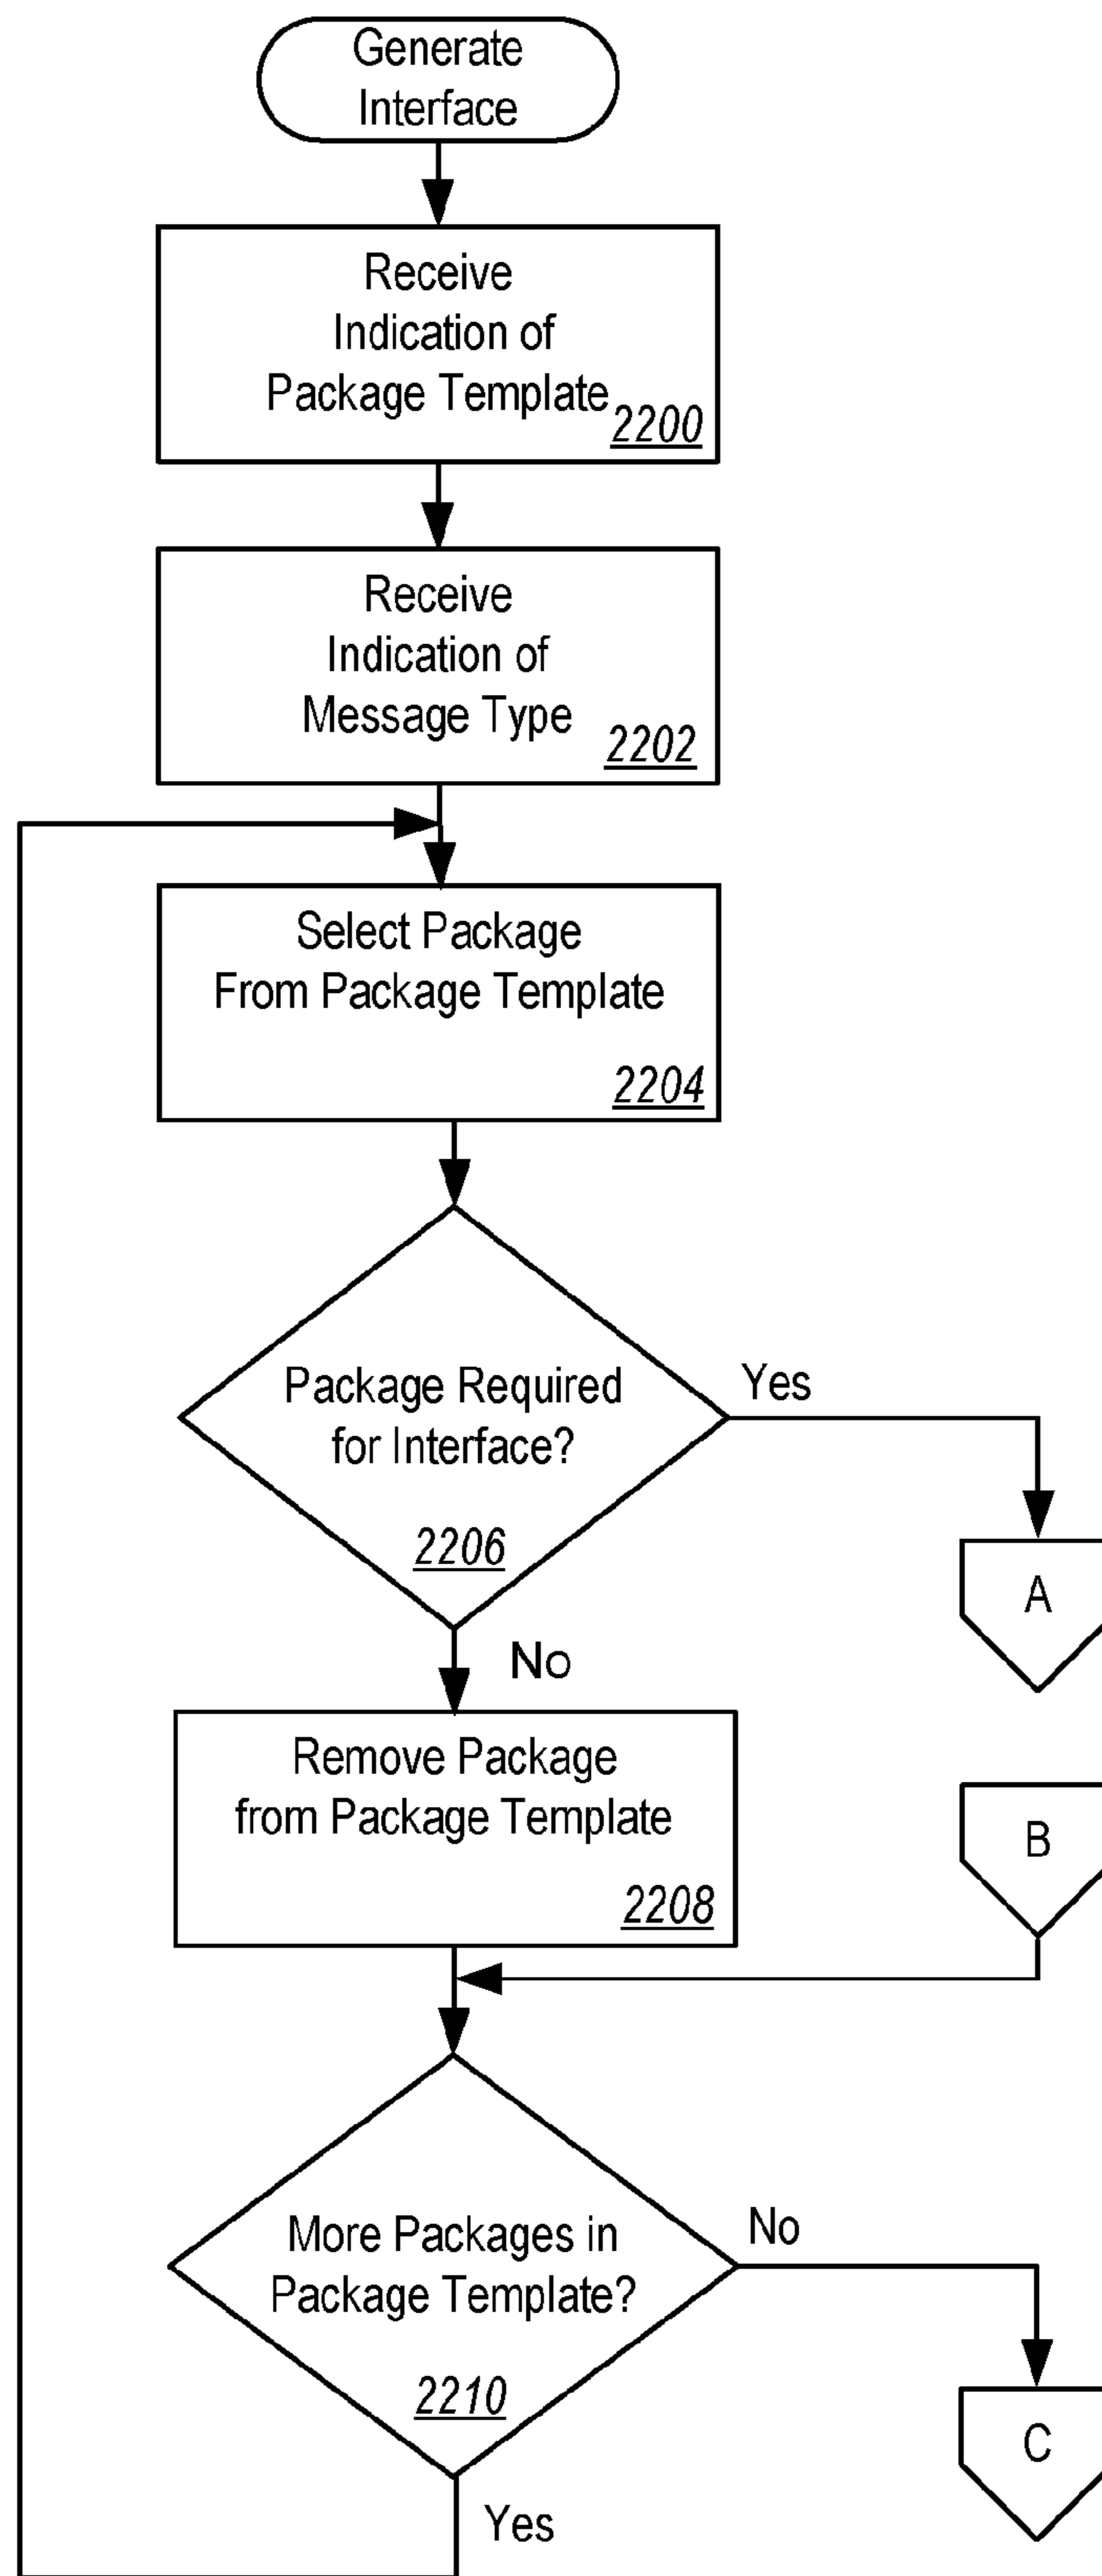 Generate
Interface
Receive
Indication of
Package Template
2200
Receive
Indication of
Message Type
2202
Select Package
From Package Template
2204
Package Required
for Interface?
2206
Yes
A
No
Remove Package
from Package Template
2208
B
More Packages in
Package Template?
2210
No
C
Yes